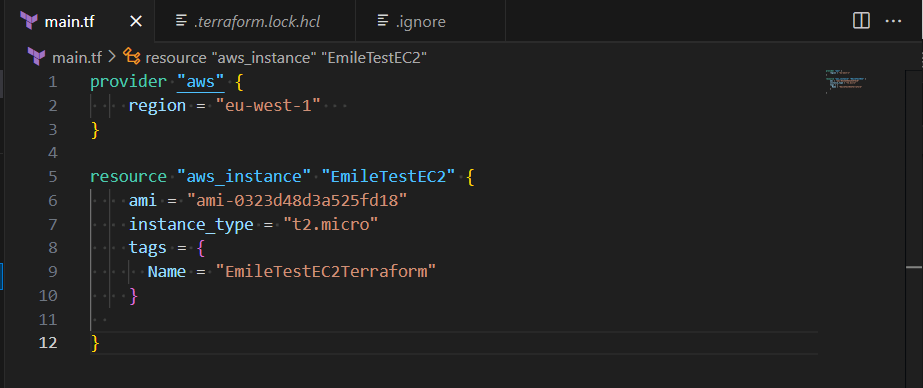 main.tf
.terraform.lock.hcl
.ignore
main.tf > resource "aws_instance" "EmileTestEC2"
1 provider "aws" {
2     region = "eu-west-1"
3 }
4
5 resource "aws_instance" "EmileTestEC2" {
6     ami = "ami-0323d48d3a525fd18"
7     instance_type = "t2.micro"
8     tags = {
9       Name = "EmileTestEC2Terraform"
10     }
11
12 }